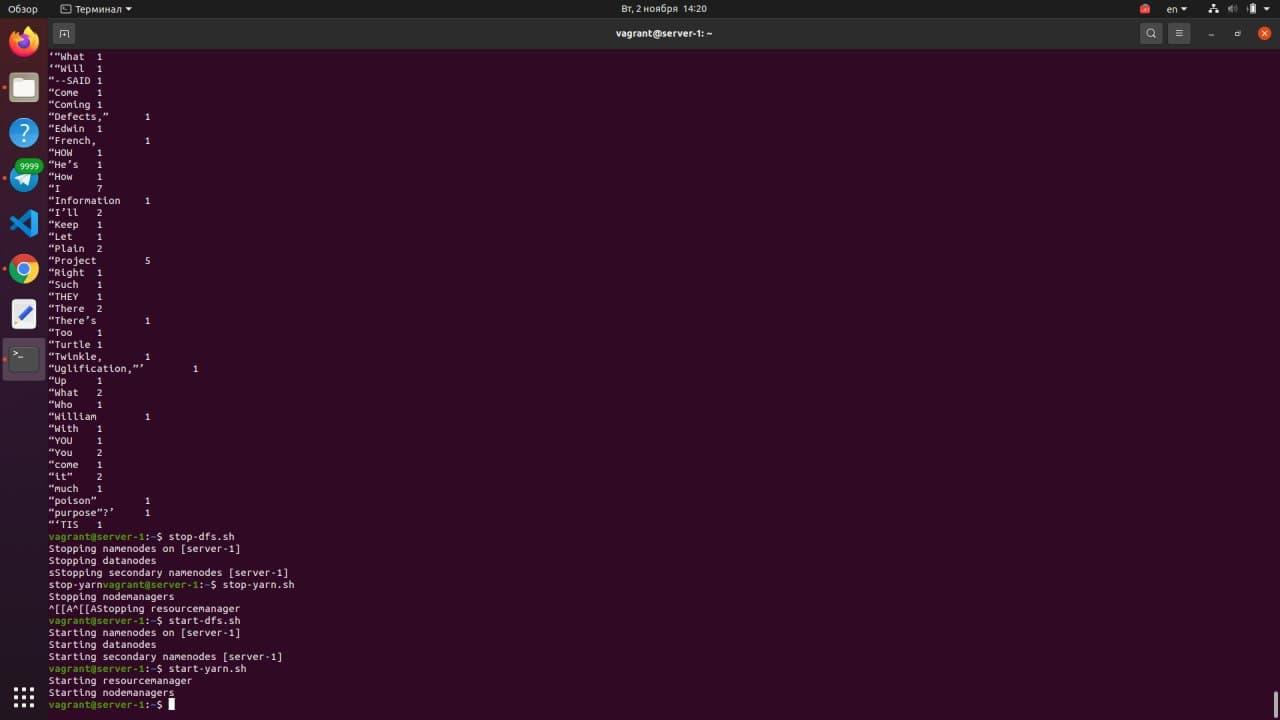 Обзор
Терминал
Вт, 2 ноября 14:20
en
vagrant@server-1: ~
9999
‘“What 1
‘“Will 1
“--SAID 1
“Come 1
“Coming 1
“Defects,” 1
“Edwin 1
“French, 1
“HOW 1
“He’s 1
“How 1
“I 7
“Information 1
“I’ll 2
“Keep 1
“Let 1
“Plain 2
“Project 5
“Right 1
“Such 1
“THEY 1
“There 2
“There’s 1
“Too 1
“Turtle 1
“Twinkle, 1
“Uglification,”’ 1
“Up 1
“What 2
“Who 1
“William 1
“With 1
“YOU 1
“You 2
“come 1
“it” 2
“much 1
“poison” 1
“purpose”?’ 1
“‘TIS 1
vagrant@server-1:~$ stop-dfs.sh
Stopping namenodes on [server-1]
Stopping datanodes
sStopping secondary namenodes [server-1]
stop-yarnvagrant@server-1:~$ stop-yarn.sh
Stopping nodemanagers
^[[A^[[AStopping resourcemanager
vagrant@server-1:~$ start-dfs.sh
Starting namenodes on [server-1]
Starting datanodes
Starting secondary namenodes [server-1]
vagrant@server-1:~$ start-yarn.sh
Starting resourcemanager
Starting nodemanagers
vagrant@server-1:~$